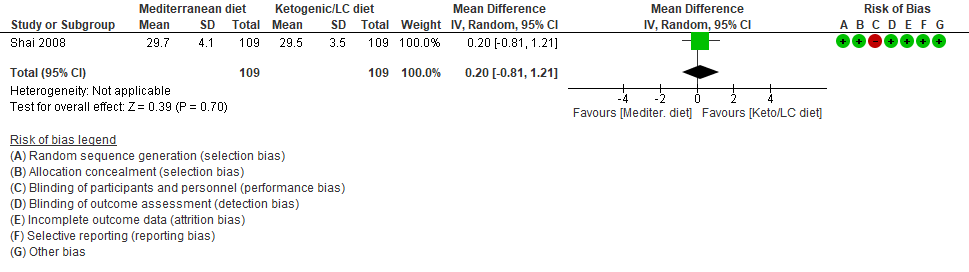 Mediterranean diet Ketogenic/LC diet Mean Difference Mean Difference Risk of Bias
Study or Subgroup Mean SD Total Mean SD Total Weight IV, Random, 95% CI IV, Random, 95% CI A B C D E F G
Shai 2008 29.7 4.1 109 29.5 3.5 109 100.0% 0.20 [-0.81, 1.21]
Total (95% CI) 109 109 100.0% 0.20 [-0.81, 1.21]
Heterogeneity: Not applicable
Test for overall effect: Z = 0.39 (P = 0.70)
-4 -2 0 2 4
Favours [Mediter. diet] Favours [Keto/LC diet]
Risk of bias legend
(A) Random sequence generation (selection bias)
(B) Allocation concealment (selection bias)
(C) Blinding of participants and personnel (performance bias)
(D) Blinding of outcome assessment (detection bias)
(E) Incomplete outcome data (attrition bias)
(F) Selective reporting (reporting bias)
(G) Other bias